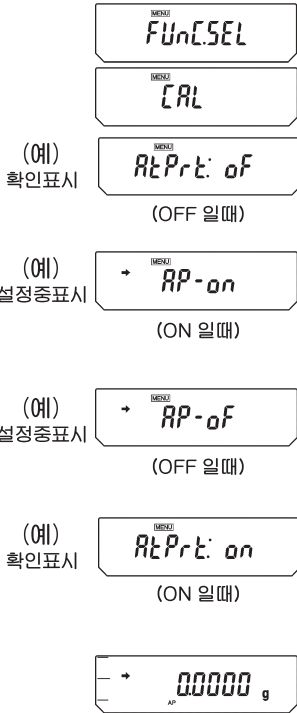 MENU
FUnC.SEL
MENU
CAL
(예)
확인표시
MENU
AtPrt: oF
(OFF 일때)
(예)
설정중표시
➔
MENU
AP-on
(ON 일때)
(예)
설정중표시
➔
MENU
AP-oF
(OFF 일때)
(예)
확인표시
MENU
AtPrt: on
(ON 일때)
➔
0.0000 g
AP